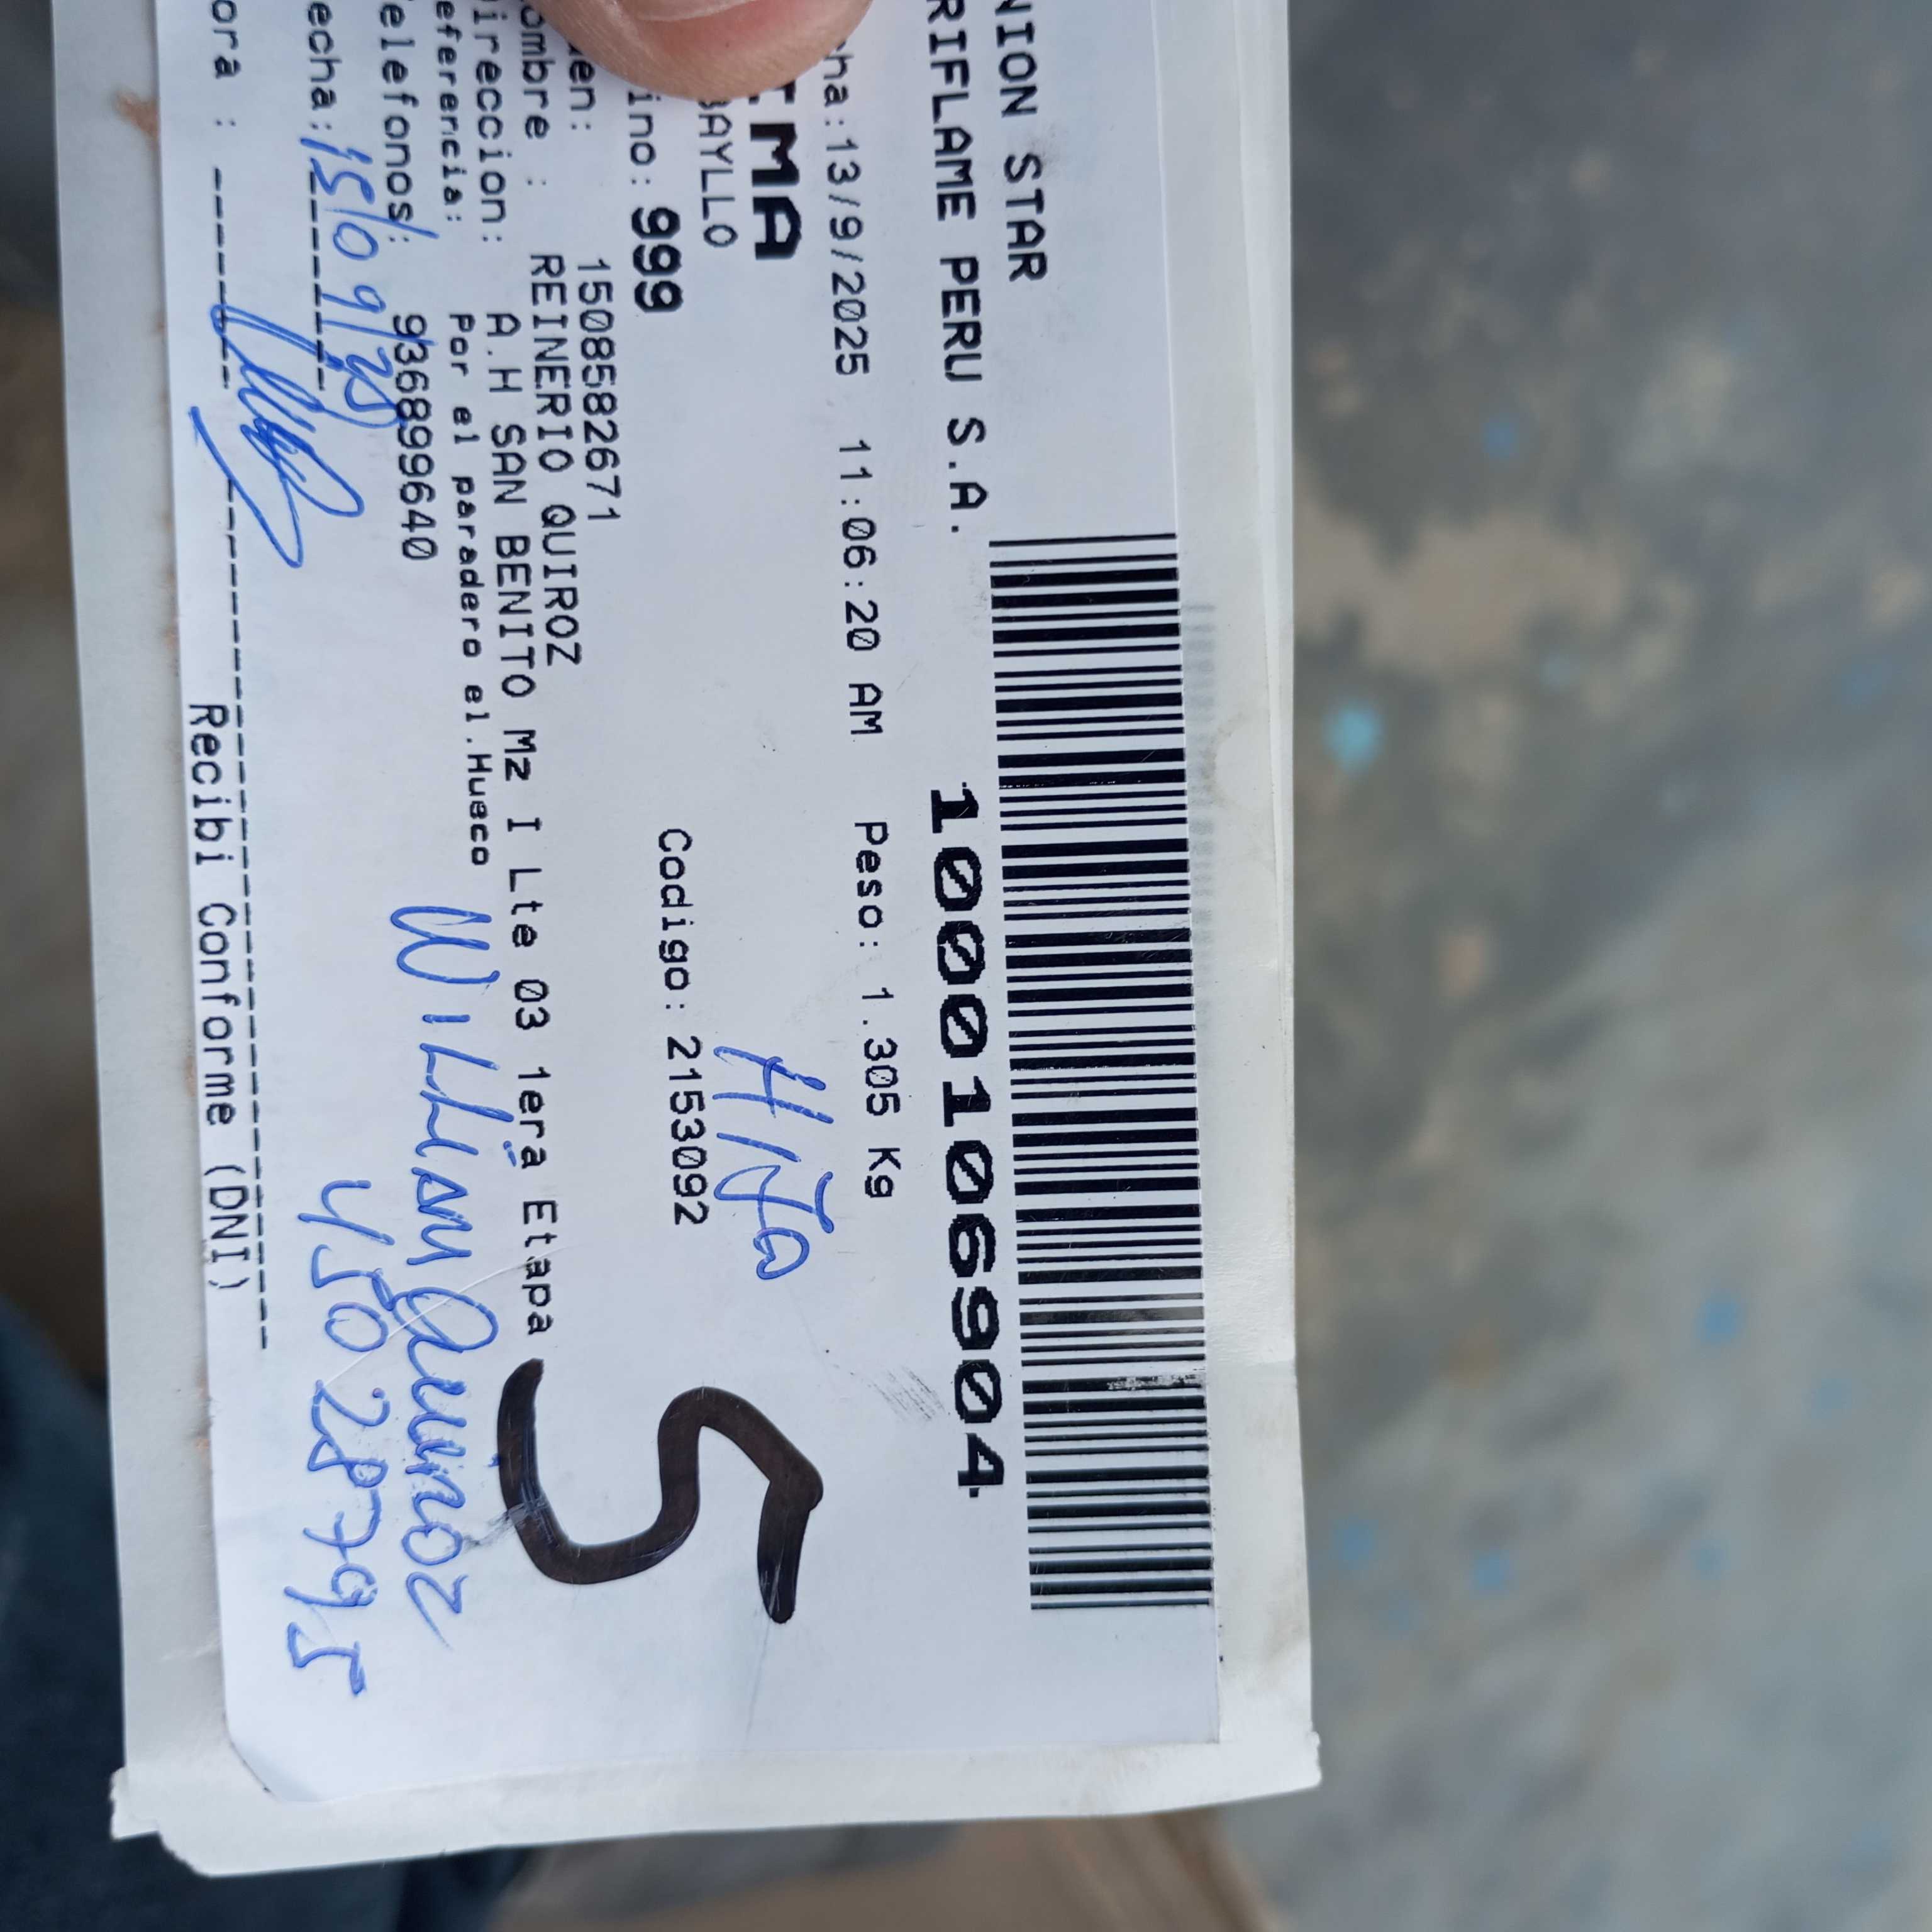 NION STAR
RIFLAME PERU S.A. 1000106904
ha:13/9/2025 11:06:20 AM Peso: 1.305 Kg
IMA
BAYLLO
HIJO
ino: 999 Codigo: 2153092
en: 1508582671
ombre : REINERIO QUIROZ
ireccion: A.H SAN BENITO Mz I Lte 03 1era Etapa
eferencia: Por el paradero el.Hueco
elefonos: 936899640
5
William Quiroz
echa: 15/09/25
45028795
ora :
Recibi Conforme (DNI)